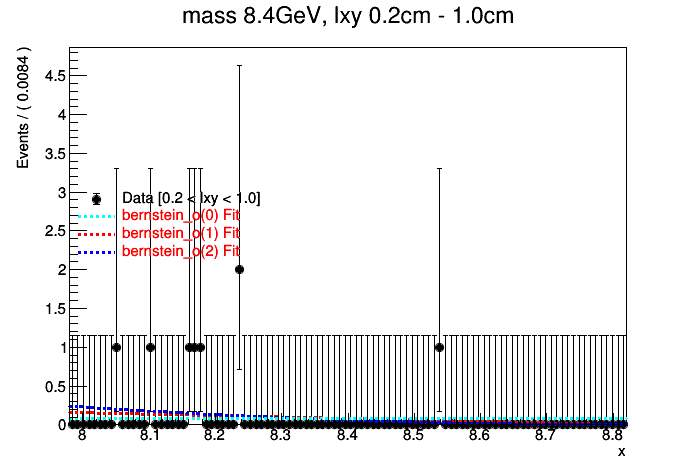 mass 8.4GeV, lxy 0.2cm - 1.0cm
Events / ( 0.0084 )
4.5
4
3.5
3
2.5
2
1.5
1
0.5
0
Data [0.2 < lxy < 1.0]
bernstein_o(0) Fit
bernstein_o(1) Fit
bernstein_o(2) Fit
8 8.1 8.2 8.3 8.4 8.5 8.6 8.7 8.8
x